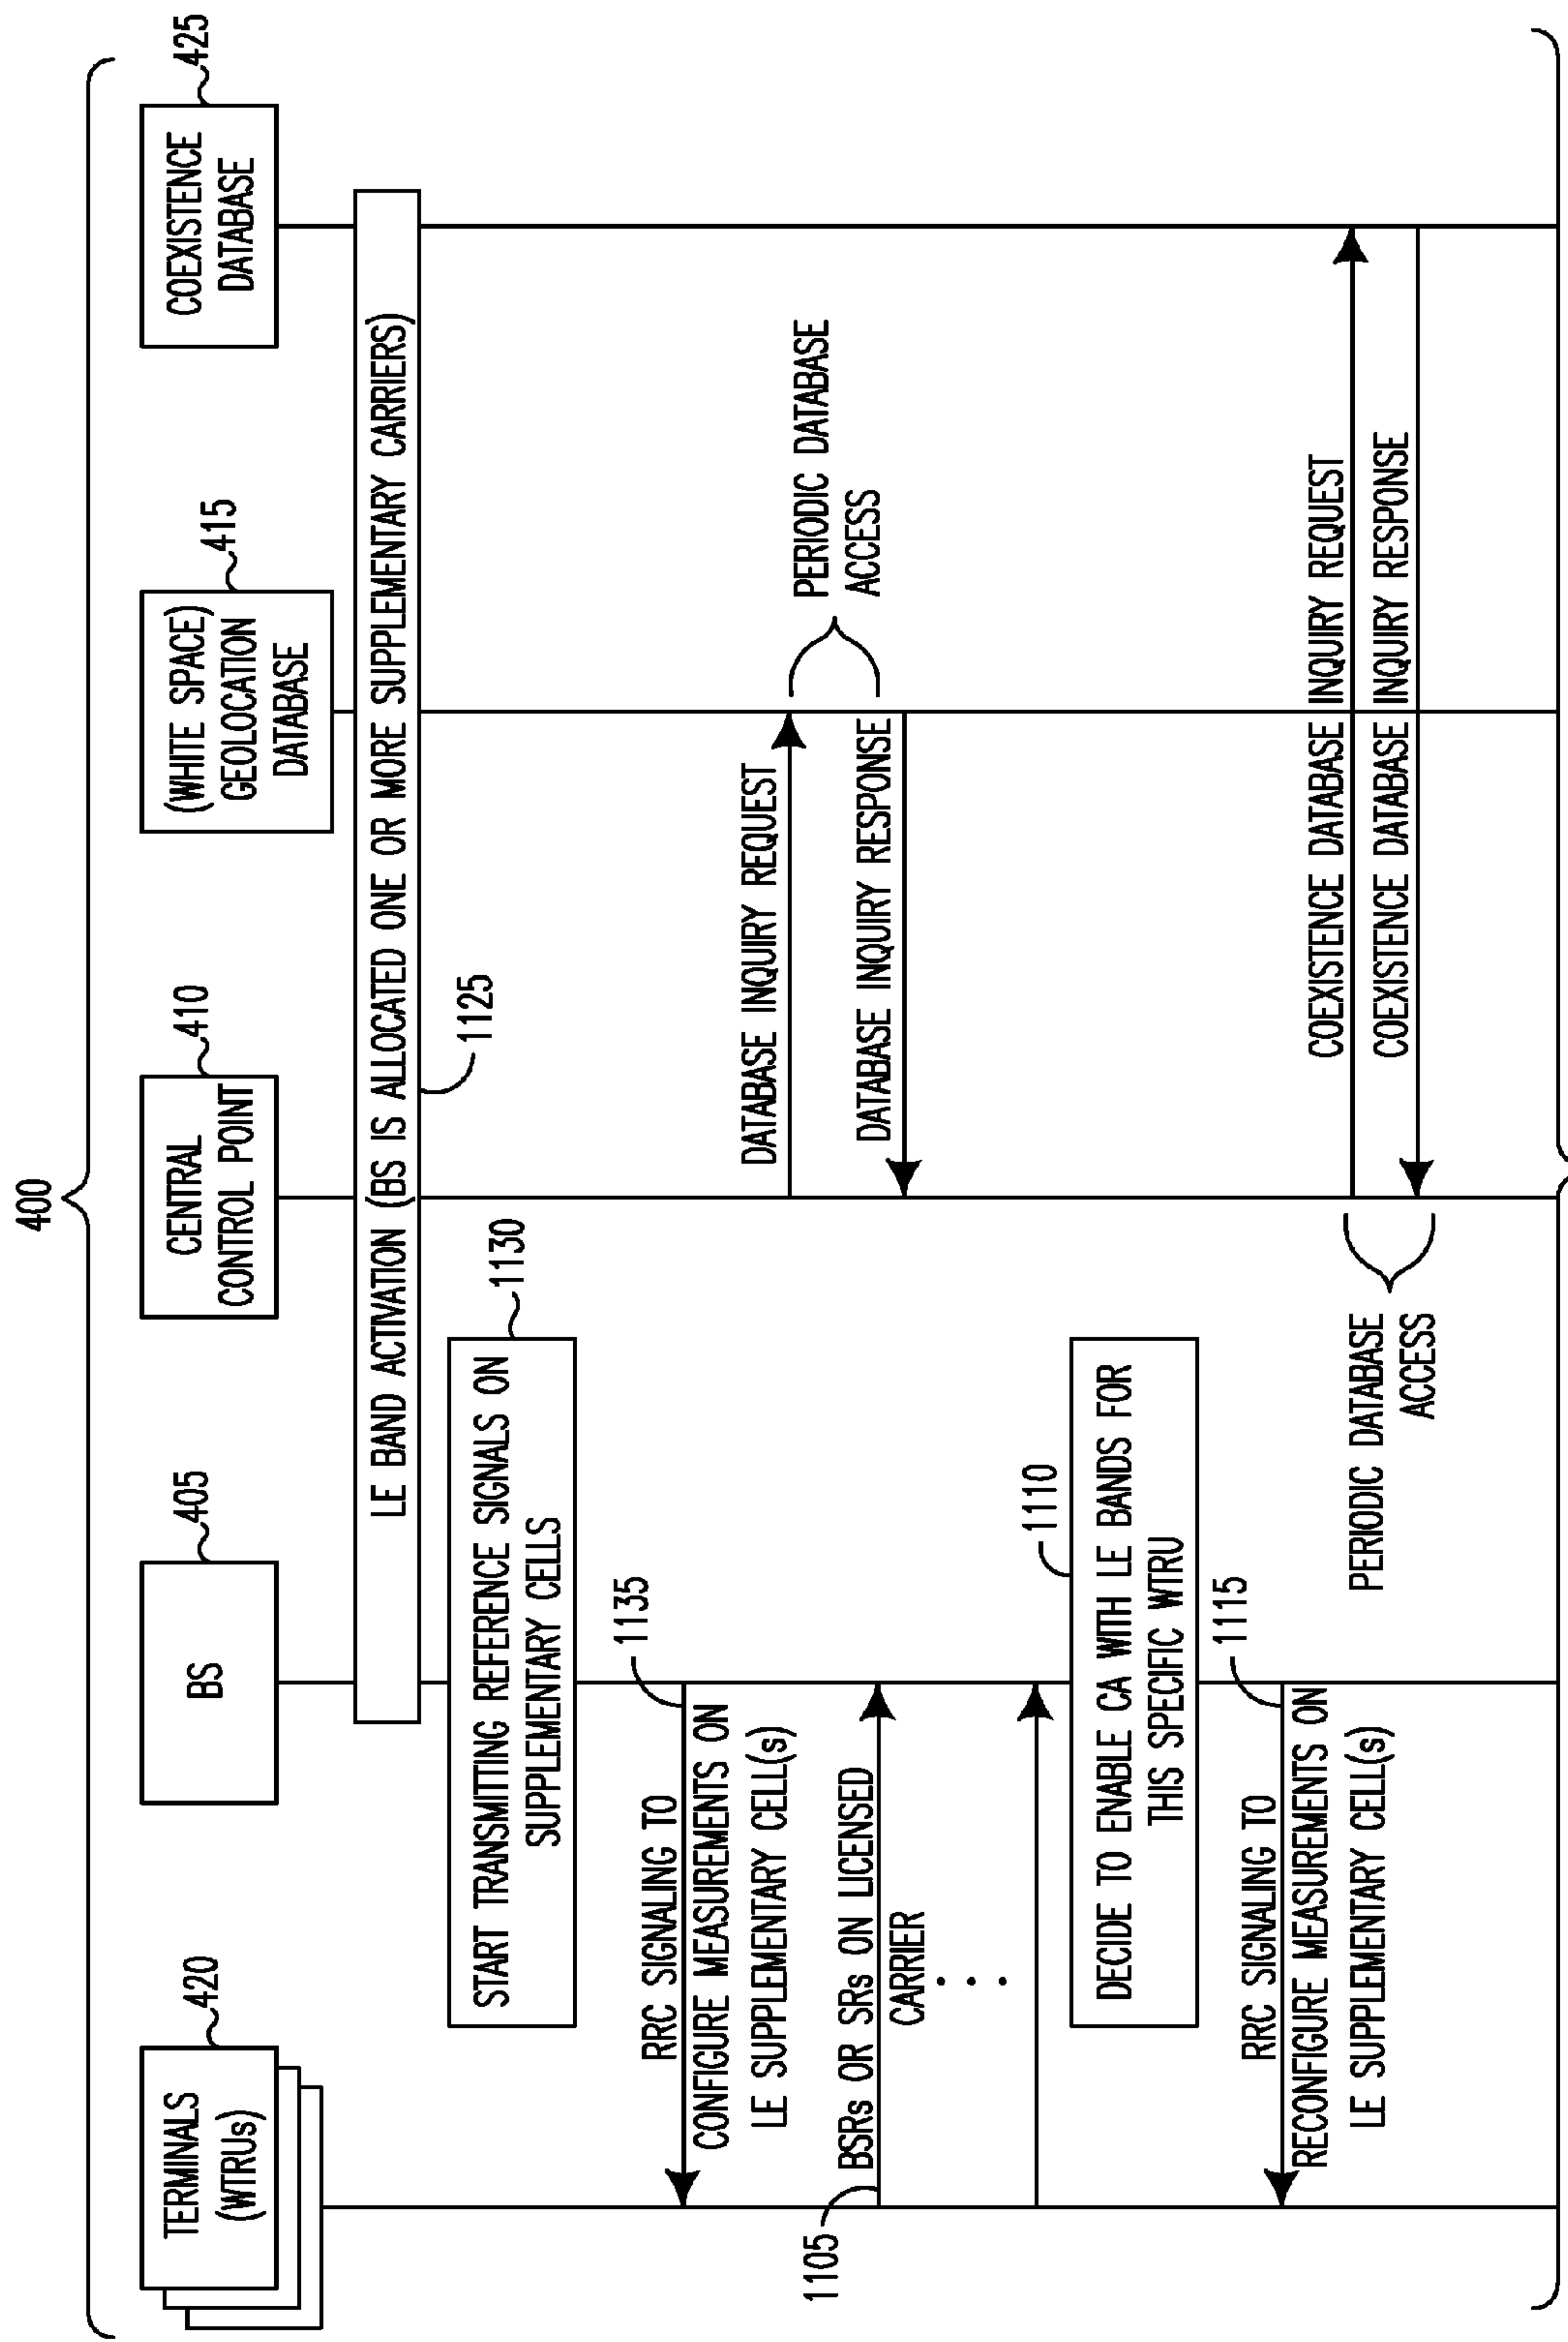 400
TERMINALS
(WTRUs)
420
BS
405
CENTRAL
CONTROL POINT
410
(WHITE SPACE)
GEOLOCATION
DATABASE
415
COEXISTENCE
DATABASE
425
LE BAND ACTIVATION (BS IS ALLOCATED ONE OR MORE SUPPLEMENTARY CARRIERS)
1125
START TRANSMITTING REFERENCE SIGNALS ON
SUPPLEMENTARY CELLS
1130
RRC SIGNALING TO
CONFIGURE MEASUREMENTS ON
LE SUPPLEMENTARY CELL(s)
1135
DATABASE INQUIRY REQUEST
DATABASE INQUIRY RESPONSE
PERIODIC DATABASE
ACCESS
1105
BSRs OR SRs ON LICENSED
CARRIER
1110
DECIDE TO ENABLE CA WITH LE BANDS FOR
THIS SPECIFIC WTRU
RRC SIGNALING TO
RECONFIGURE MEASUREMENTS ON
LE SUPPLEMENTARY CELL(s)
1115
COEXISTENCE DATABASE INQUIRY REQUEST
COEXISTENCE DATABASE INQUIRY RESPONSE
PERIODIC DATABASE
ACCESS